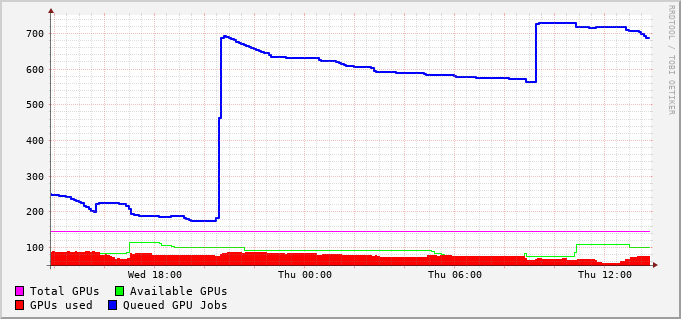 700
600
500
400
300
200
100
Wed 18:00 Thu 00:00 Thu 06:00 Thu 12:00
Total GPUs Available GPUs
GPUs used Queued GPU Jobs
RRDTOOL / TOBI OETIKER